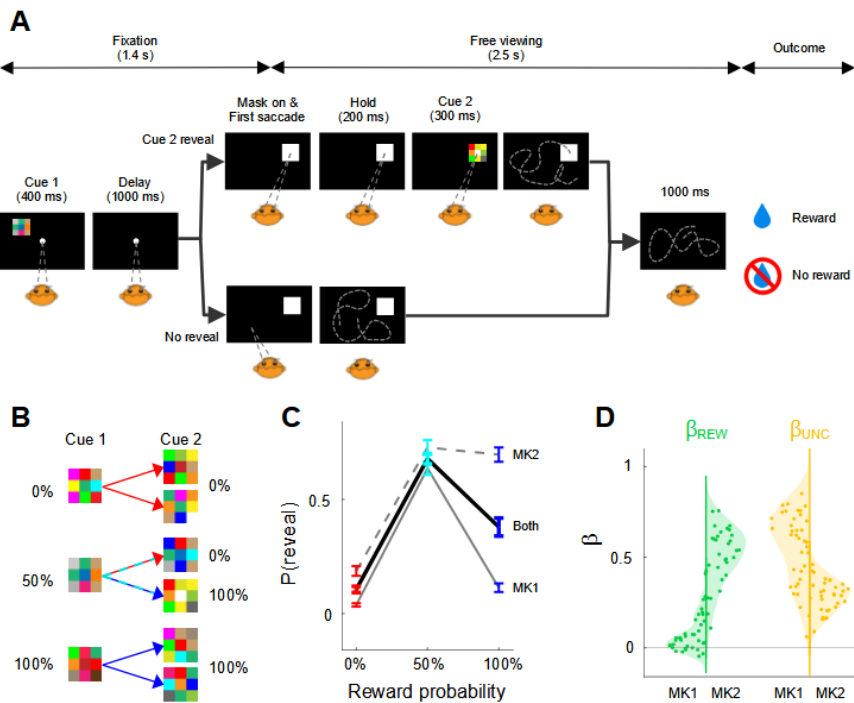 A
Fixation
(1.4 s)
Free viewing
(2.5 s)
Outcome
Mask on &
First saccade
Hold
(200 ms)
Cue 2
(300 ms)
Cue 2 reveal
Cue 1
(400 ms)
Delay
(1000 ms)
1000 ms
Reward
No reward
No reveal
B
Cue 1
Cue 2
0%
0%
50%
0%
100%
100%
100%
C
P(reveal)
0.5
0
MK2
Both
MK1
0%
50%
100%
Reward probability
D
βREW
βUNC
β
1
0.5
0
MK1
MK2
MK1
MK2